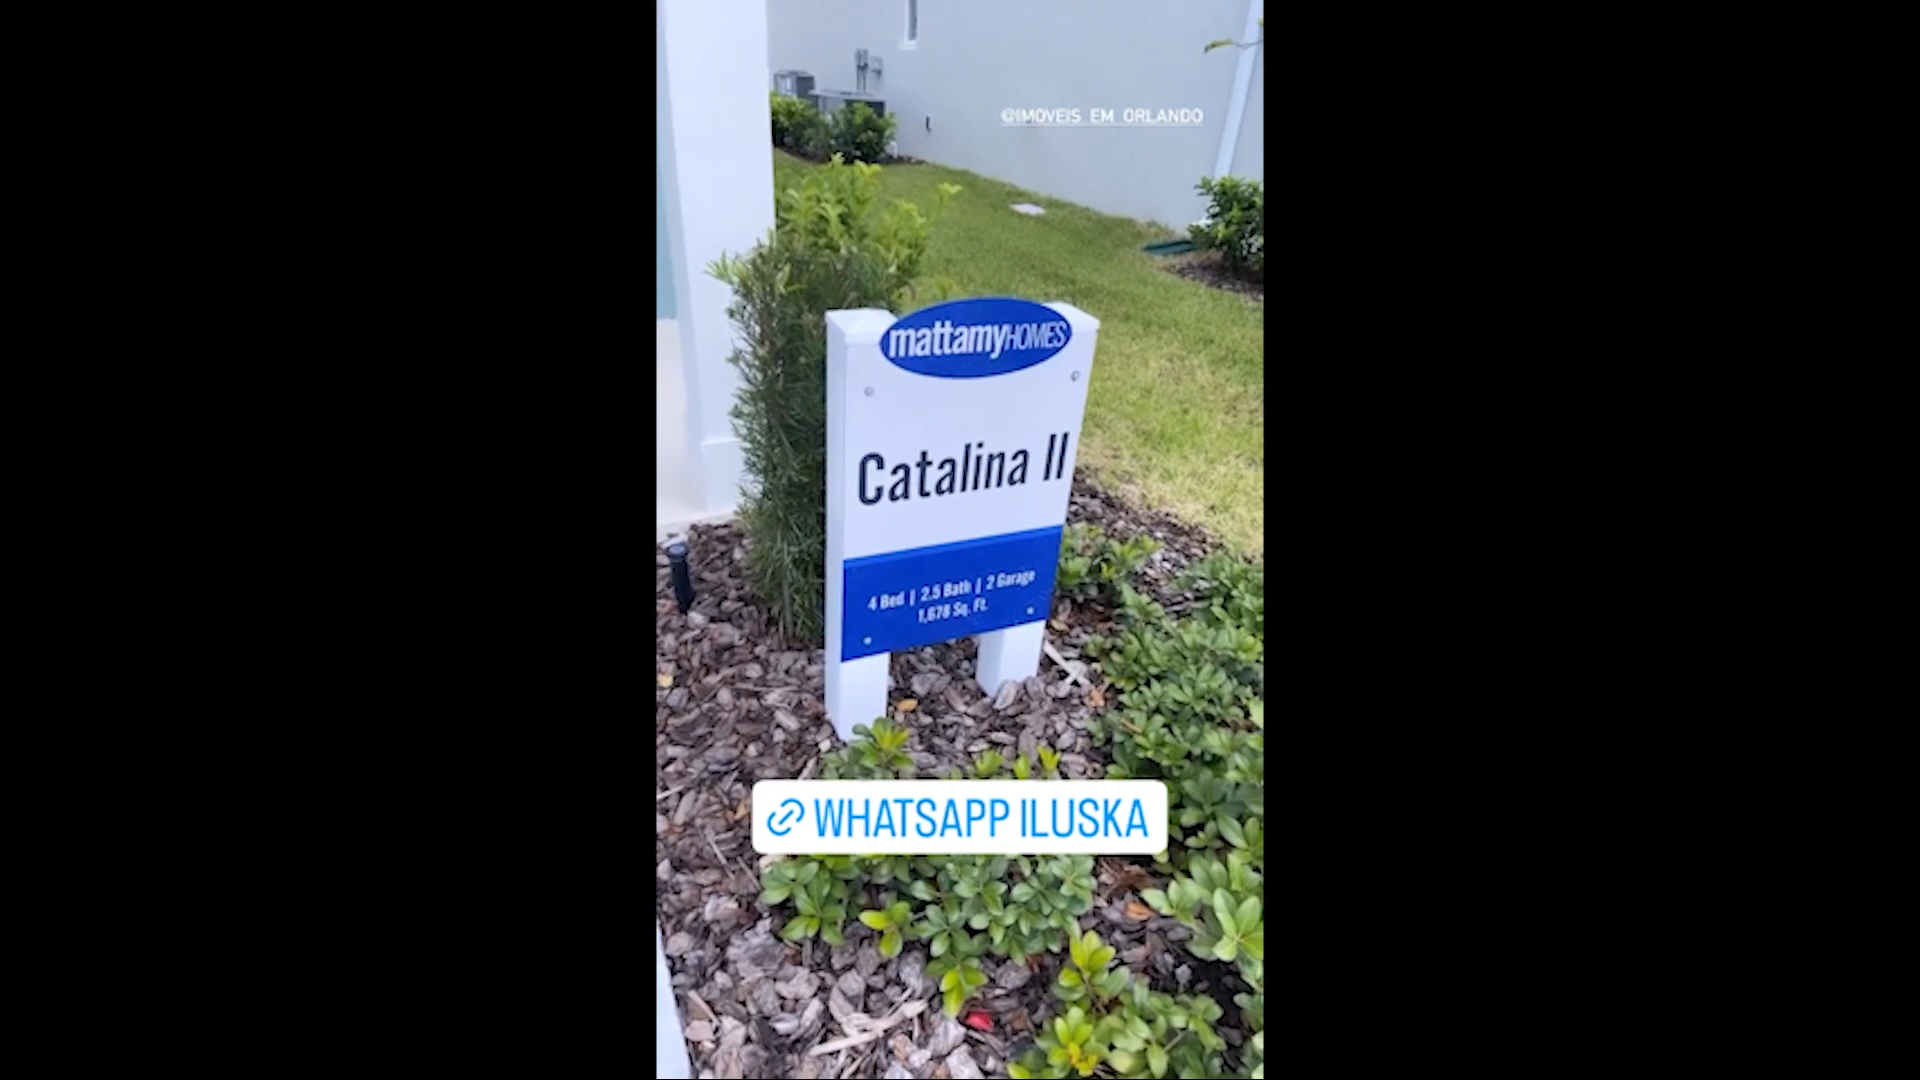 @IMOVEIS_EM_ORLANDO
mattamyHOMES
Catalina II
4 Bed | 2.5 Bath | 2 Garage
1,678 Sq. Ft.
WHATSAPP ILUSKA